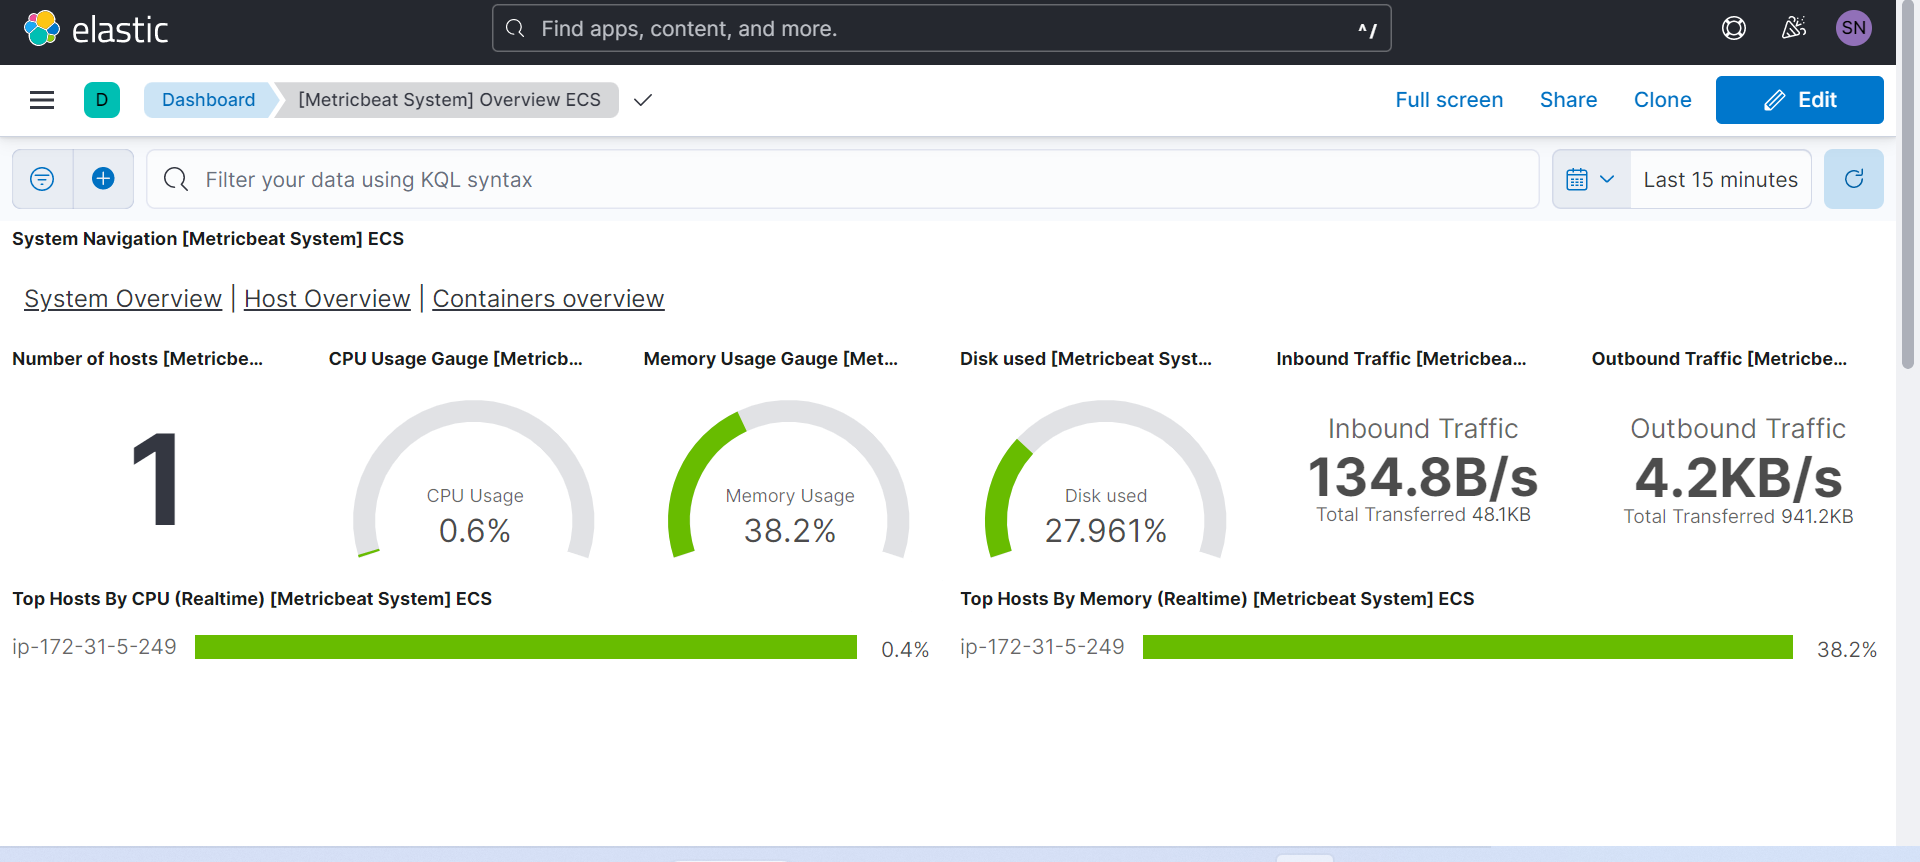 elastic
Find apps, content, and more.
^/
SN
D
Dashboard
[Metricbeat System] Overview ECS
Full screen
Share
Clone
Edit
Filter your data using KQL syntax
Last 15 minutes
System Navigation [Metricbeat System] ECS
System Overview | Host Overview | Containers overview
Number of hosts [Metricbe...
CPU Usage Gauge [Metricb...
Memory Usage Gauge [Met...
Disk used [Metricbeat Syst...
Inbound Traffic [Metricbea...
Outbound Traffic [Metricbe...
1
CPU Usage
0.6%
Memory Usage
38.2%
Disk used
27.961%
Inbound Traffic
134.8B/s
Total Transferred 48.1KB
Outbound Traffic
4.2KB/s
Total Transferred 941.2KB
Top Hosts By CPU (Realtime) [Metricbeat System] ECS
ip-172-31-5-249
0.4%
Top Hosts By Memory (Realtime) [Metricbeat System] ECS
ip-172-31-5-249
38.2%